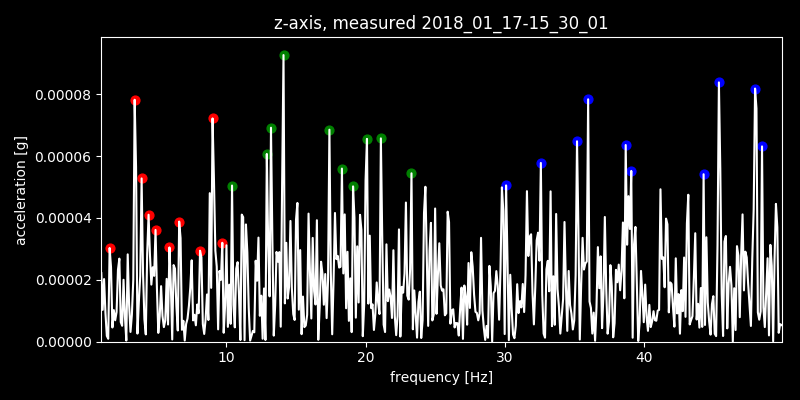 z-axis, measured 2018_01_17-15_30_01
0.00008
0.00006
0.00004
0.00002
0.00000
acceleration [g]
10 20 30 40
frequency [Hz]